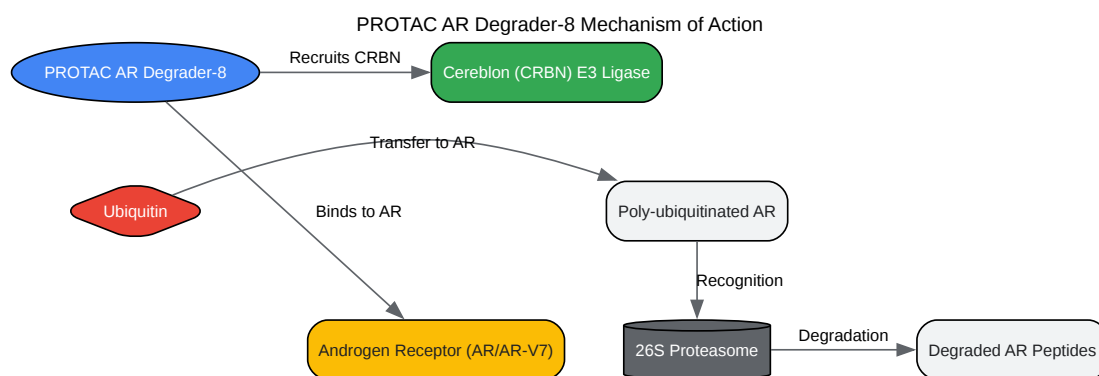 PROTAC AR Degrader-8 Mechanism of Action
PROTAC AR Degrader-8
Recruits CRBN
Cereblon (CRBN) E3 Ligase
Transfer to AR
Ubiquitin
Binds to AR
Poly-ubiquitinated AR
Recognition
Androgen Receptor (AR/AR-V7)
26S Proteasome
Degradation
Degraded AR Peptides